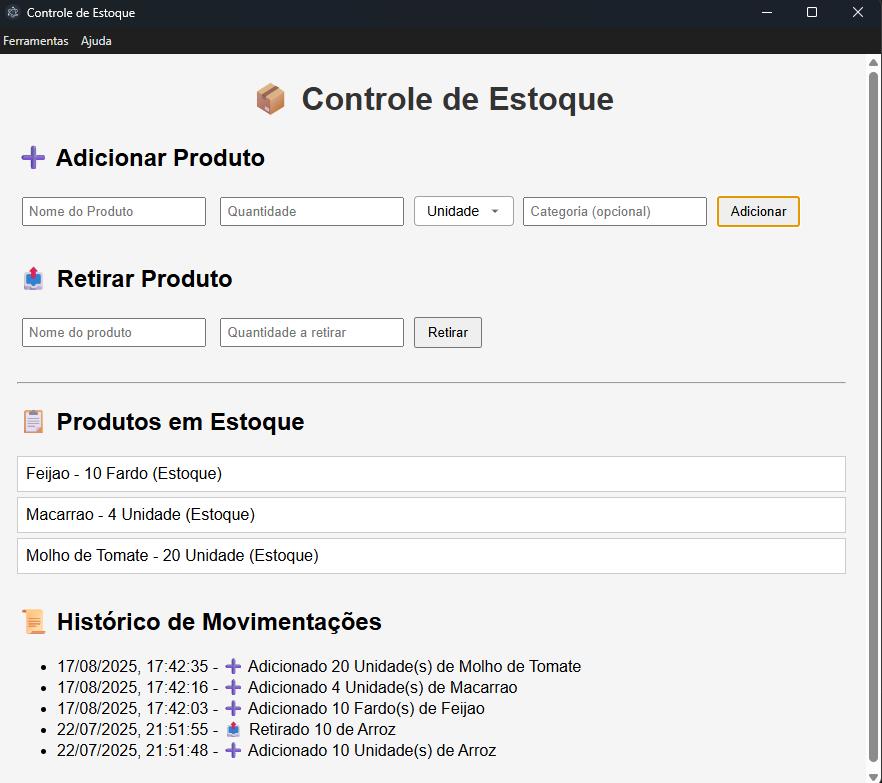 Controle de Estoque
Ferramentas Ajuda
📦 Controle de Estoque
➕ Adicionar Produto
Nome do Produto Quantidade Unidade Categoria (opcional) Adicionar
📤 Retirar Produto
Nome do produto Quantidade a retirar Retirar
📋 Produtos em Estoque
Feijao - 10 Fardo (Estoque)
Macarrao - 4 Unidade (Estoque)
Molho de Tomate - 20 Unidade (Estoque)
📜 Histórico de Movimentações
• 17/08/2025, 17:42:35 - ➕ Adicionado 20 Unidade(s) de Molho de Tomate
• 17/08/2025, 17:42:16 - ➕ Adicionado 4 Unidade(s) de Macarrao
• 17/08/2025, 17:42:03 - ➕ Adicionado 10 Fardo(s) de Feijao
• 22/07/2025, 21:51:55 - 📤 Retirado 10 de Arroz
• 22/07/2025, 21:51:48 - ➕ Adicionado 10 Unidade(s) de Arroz